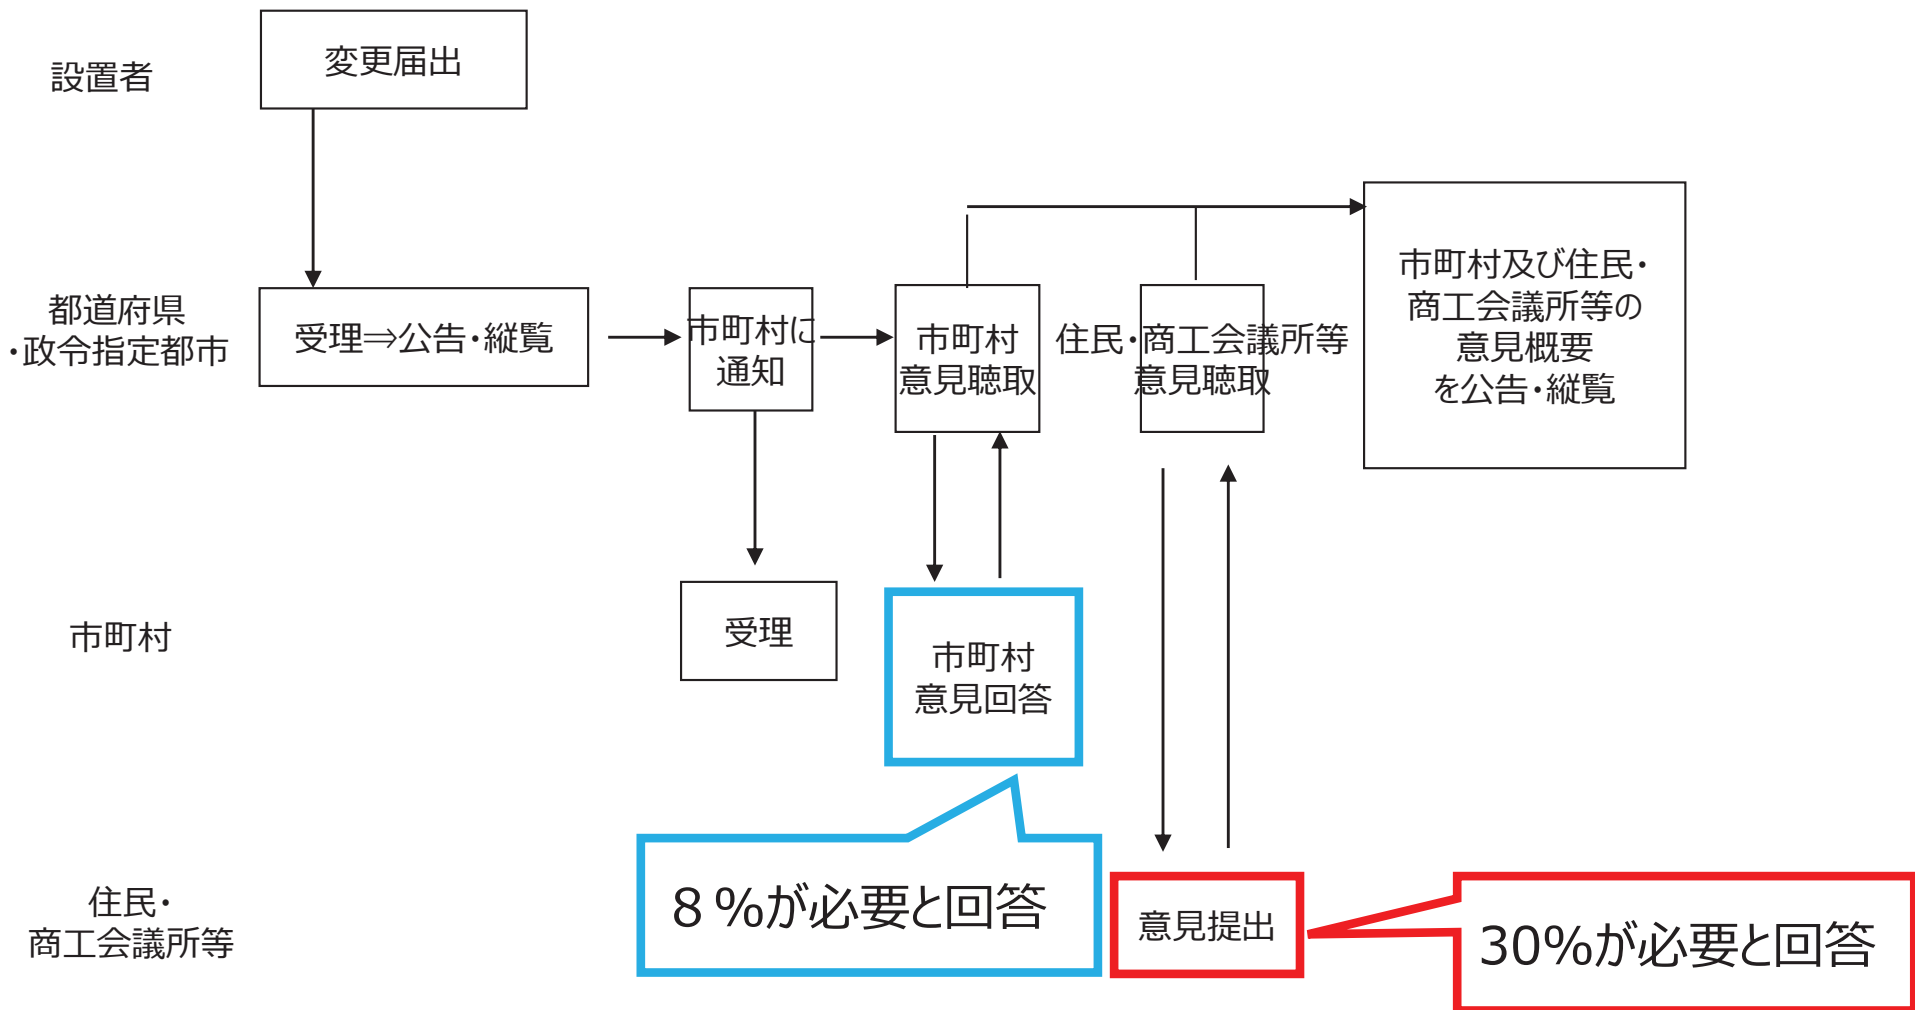 設置者
変更届出
都道府県
・政令指定都市
受理⇒公告・縦覧
市町村に
通知
市町村
意見聴取
住民・商工会議所等
意見聴取
市町村及び住民・
商工会議所等の
意見概要
を公告・縦覧
市町村
受理
市町村
意見回答
８%が必要と回答
住民・
商工会議所等
意見提出
30%が必要と回答